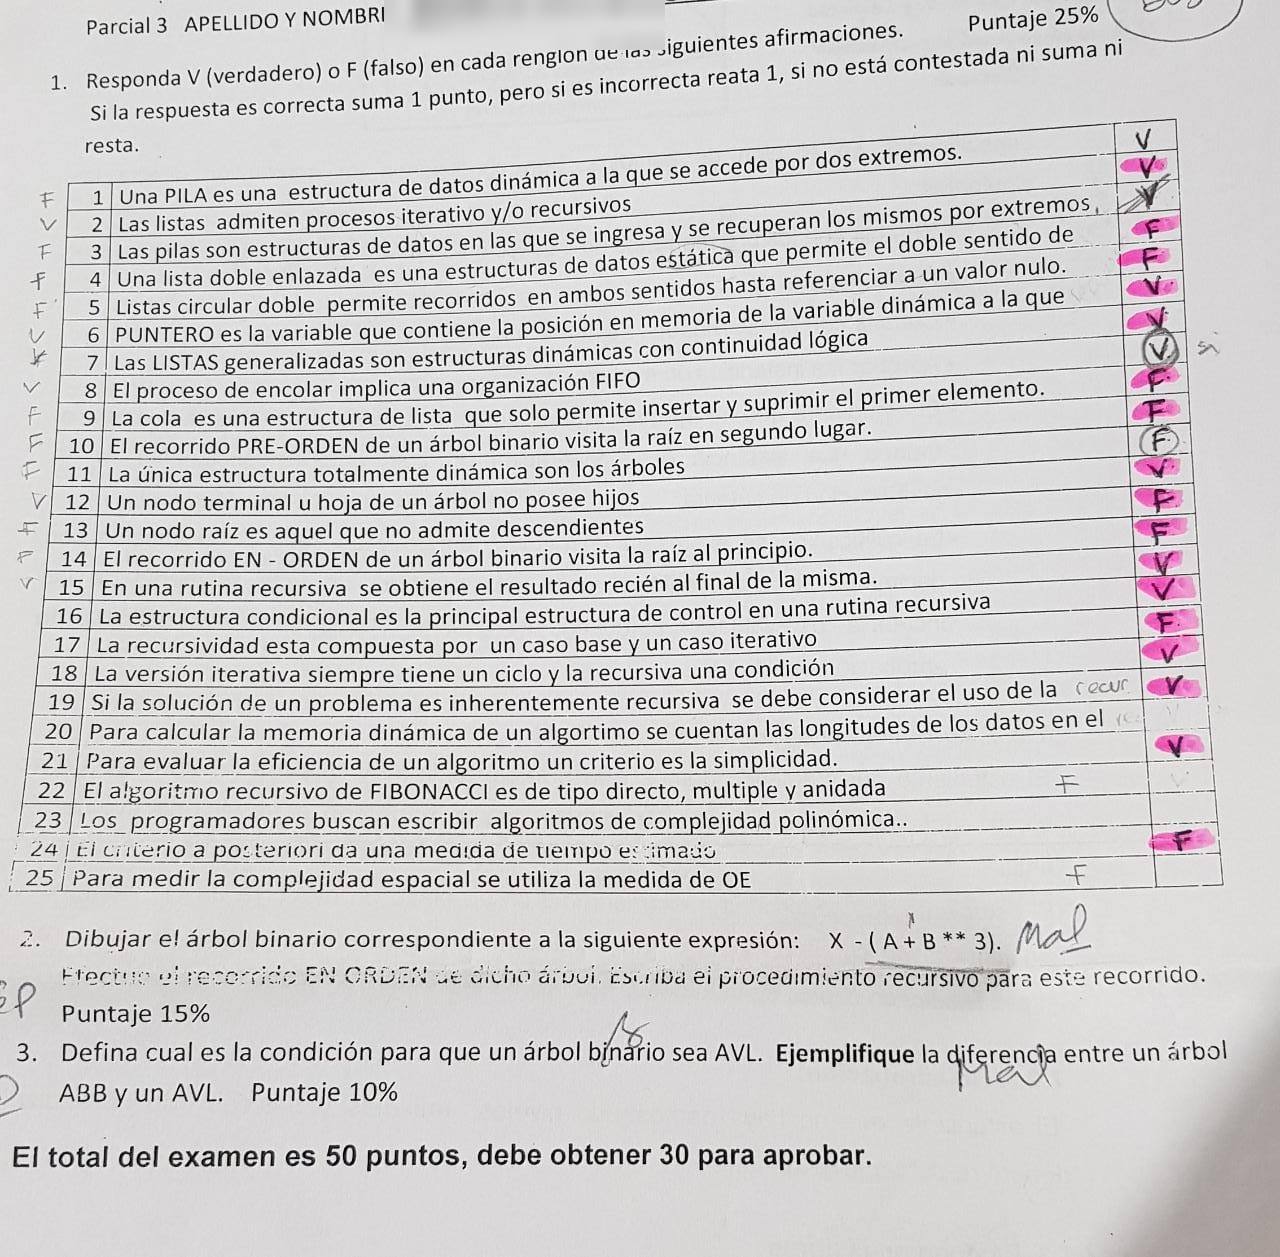 Parcial 3 APELLIDO Y NOMBRI
Puntaje 25%
1. Responda V (verdadero) o F (falso) en cada renglón de las siguientes afirmaciones.
Si la respuesta es correcta suma 1 punto, pero si es incorrecta reata 1, si no está contestada ni suma ni
resta.
F 1 Una PILA es una estructura de datos dinámica a la que se accede por dos extremos. V
V 2 Las listas admiten procesos iterativo y/o recursivos V
F 3 Las pilas son estructuras de datos en las que se ingresa y se recuperan los mismos por extremos
F 4 Una lista doble enlazada es una estructuras de datos estática que permite el doble sentido de F
F 5 Listas circular doble permite recorridos en ambos sentidos hasta referenciar a un valor nulo. F
V 6 PUNTERO es la variable que contiene la posición en memoria de la variable dinámica a la que V
7 Las LISTAS generalizadas son estructuras dinámicas con continuidad lógica V
V 8 El proceso de encolar implica una organización FIFO V si
F 9 La cola es una estructura de lista que solo permite insertar y suprimir el primer elemento. F
F 10 El recorrido PRE-ORDEN de un árbol binario visita la raíz en segundo lugar. F
F 11 La única estructura totalmente dinámica son los árboles F
V 12 Un nodo terminal u hoja de un árbol no posee hijos V
F 13 Un nodo raíz es aquel que no admite descendientes F
F 14 El recorrido EN - ORDEN de un árbol binario visita la raíz al principio. F
V 15 En una rutina recursiva se obtiene el resultado recién al final de la misma. V
16 La estructura condicional es la principal estructura de control en una rutina recursiva V
17 La recursividad esta compuesta por un caso base y un caso iterativo F
18 La versión iterativa siempre tiene un ciclo y la recursiva una condición V
19 Si la solución de un problema es inherentemente recursiva se debe considerar el uso de la recur V
20 Para calcular la memoria dinámica de un algortimo se cuentan las longitudes de los datos en el
21 Para evaluar la eficiencia de un algoritmo un criterio es la simplicidad. V
22 El algoritmo recursivo de FIBONACCI es de tipo directo, multiple y anidada F
23 Los programadores buscan escribir algoritmos de complejidad polinómica..
24 El criterio a posteriori da una medida de tiempo estimado F
25 Para medir la complejidad espacial se utiliza la medida de OE F
2. Dibujar el árbol binario correspondiente a la siguiente expresión: X - ( A + B ** 3). Mal
Efectue el recorrido EN ORDEN de dicho árbol. Escriba el procedimiento recursivo para este recorrido.
Puntaje 15%
3. Defina cual es la condición para que un árbol binario sea AVL. Ejemplifique la diferencia entre un árbol
Mal
ABB y un AVL. Puntaje 10%
El total del examen es 50 puntos, debe obtener 30 para aprobar.